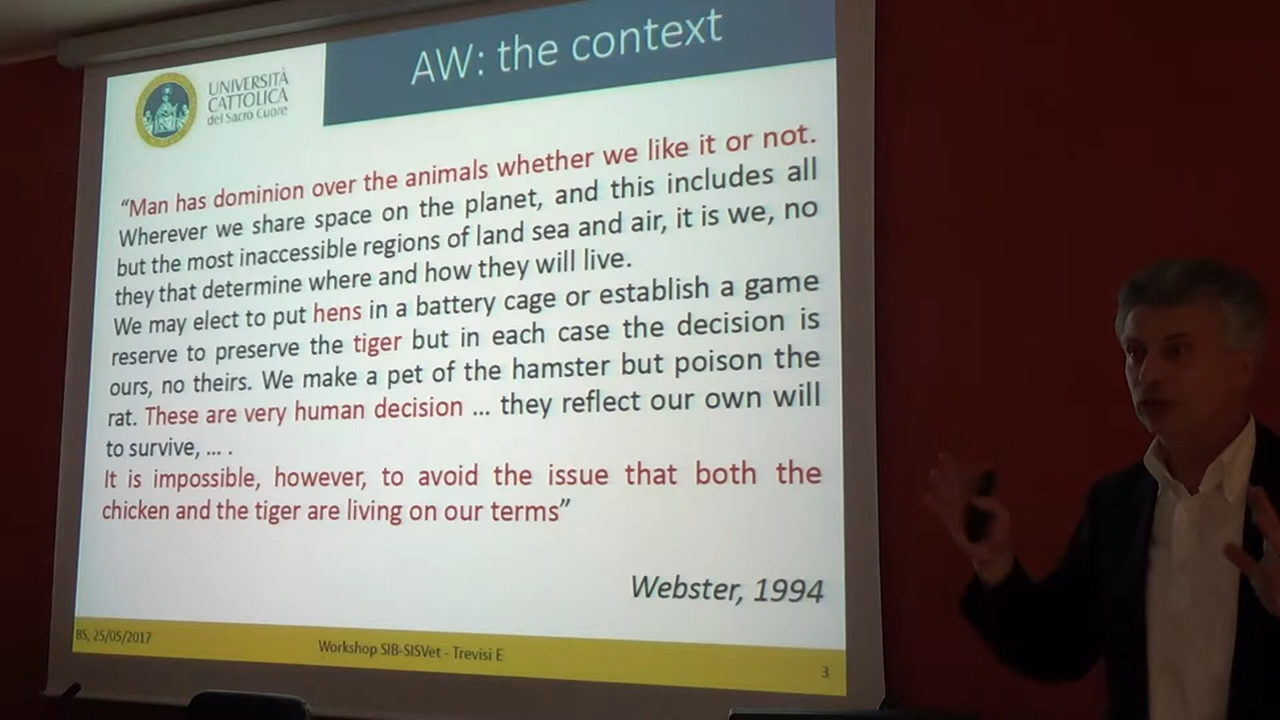 AW: the context
UNIVERSITÀ
CATTOLICA
del Sacro Cuore
“Man has dominion over the animals whether we like it or not.
Wherever we share space on the planet, and this includes all
but the most inaccessible regions of land sea and air, it is we, no
they that determine where and how they will live.
We may elect to put hens in a battery cage or establish a game
reserve to preserve the tiger but in each case the decision is
ours, no theirs. We make a pet of the hamster but poison the
rat. These are very human decision ... they reflect our own will
to survive, ... .
It is impossible, however, to avoid the issue that both the
chicken and the tiger are living on our terms”
Webster, 1994
BS, 25/05/2017
Workshop SIB-SISVet - Trevisi E
3